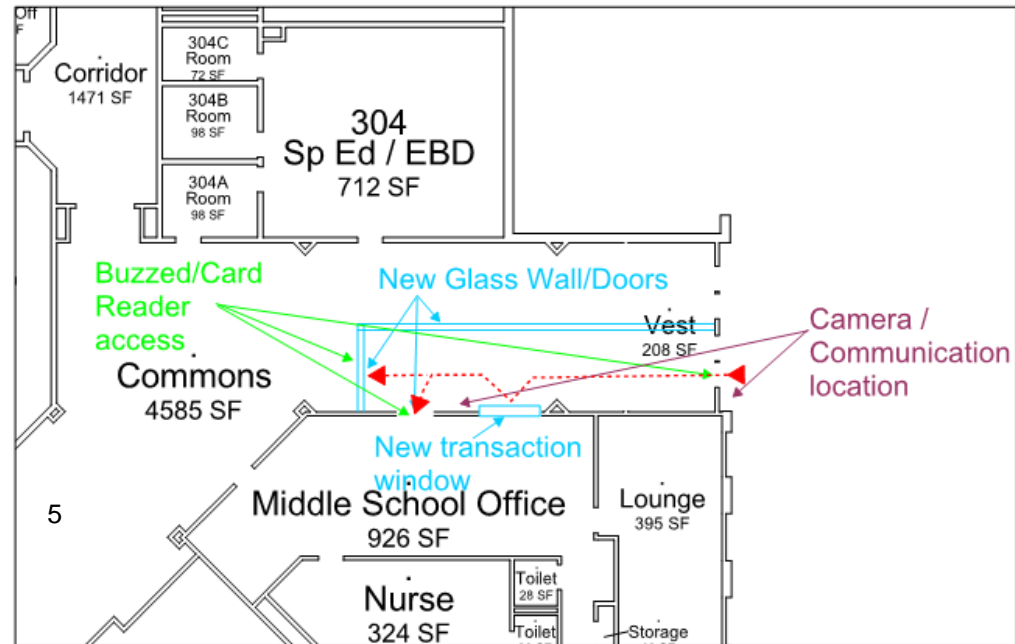 Off
F
Corridor
1471 SF
304C
Room
72 SF
304B
Room
98 SF
304A
Room
98 SF
304
Sp Ed / EBD
712 SF
Buzzed/Card
Reader
access
New Glass Wall/Doors
Vest
208 SF
Camera /
Communication
location
Commons
4585 SF
New transaction
window
5
Middle School Office
926 SF
Lounge
395 SF
Nurse
324 SF
Toilet
28 SF
Toilet
Storage